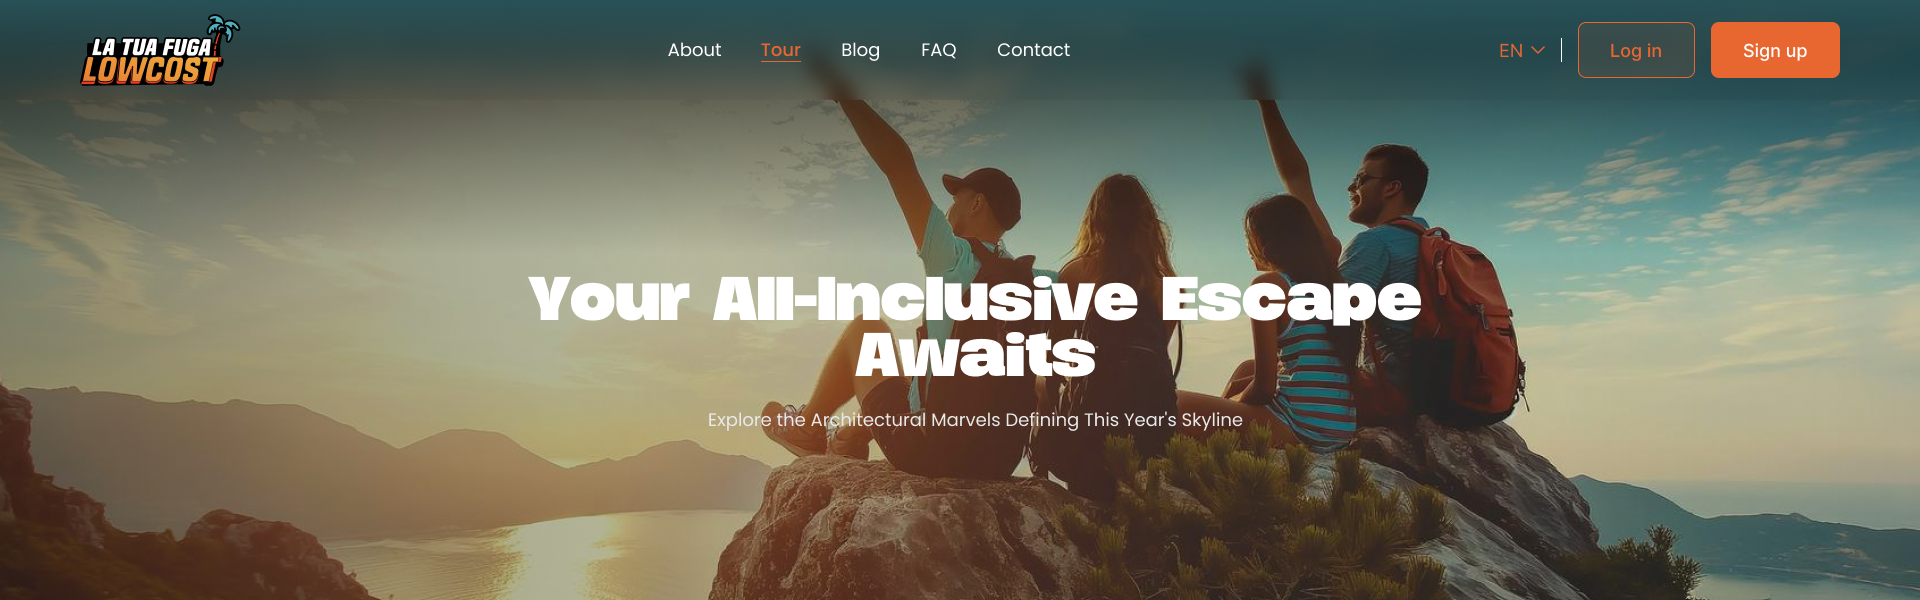 LA TUA FUGA
LOWCOST
About Tour Blog FAQ Contact
EN
Log in
Sign up
Your All-Inclusive Escape
Awaits
Explore the Architectural Marvels Defining This Year's Skyline